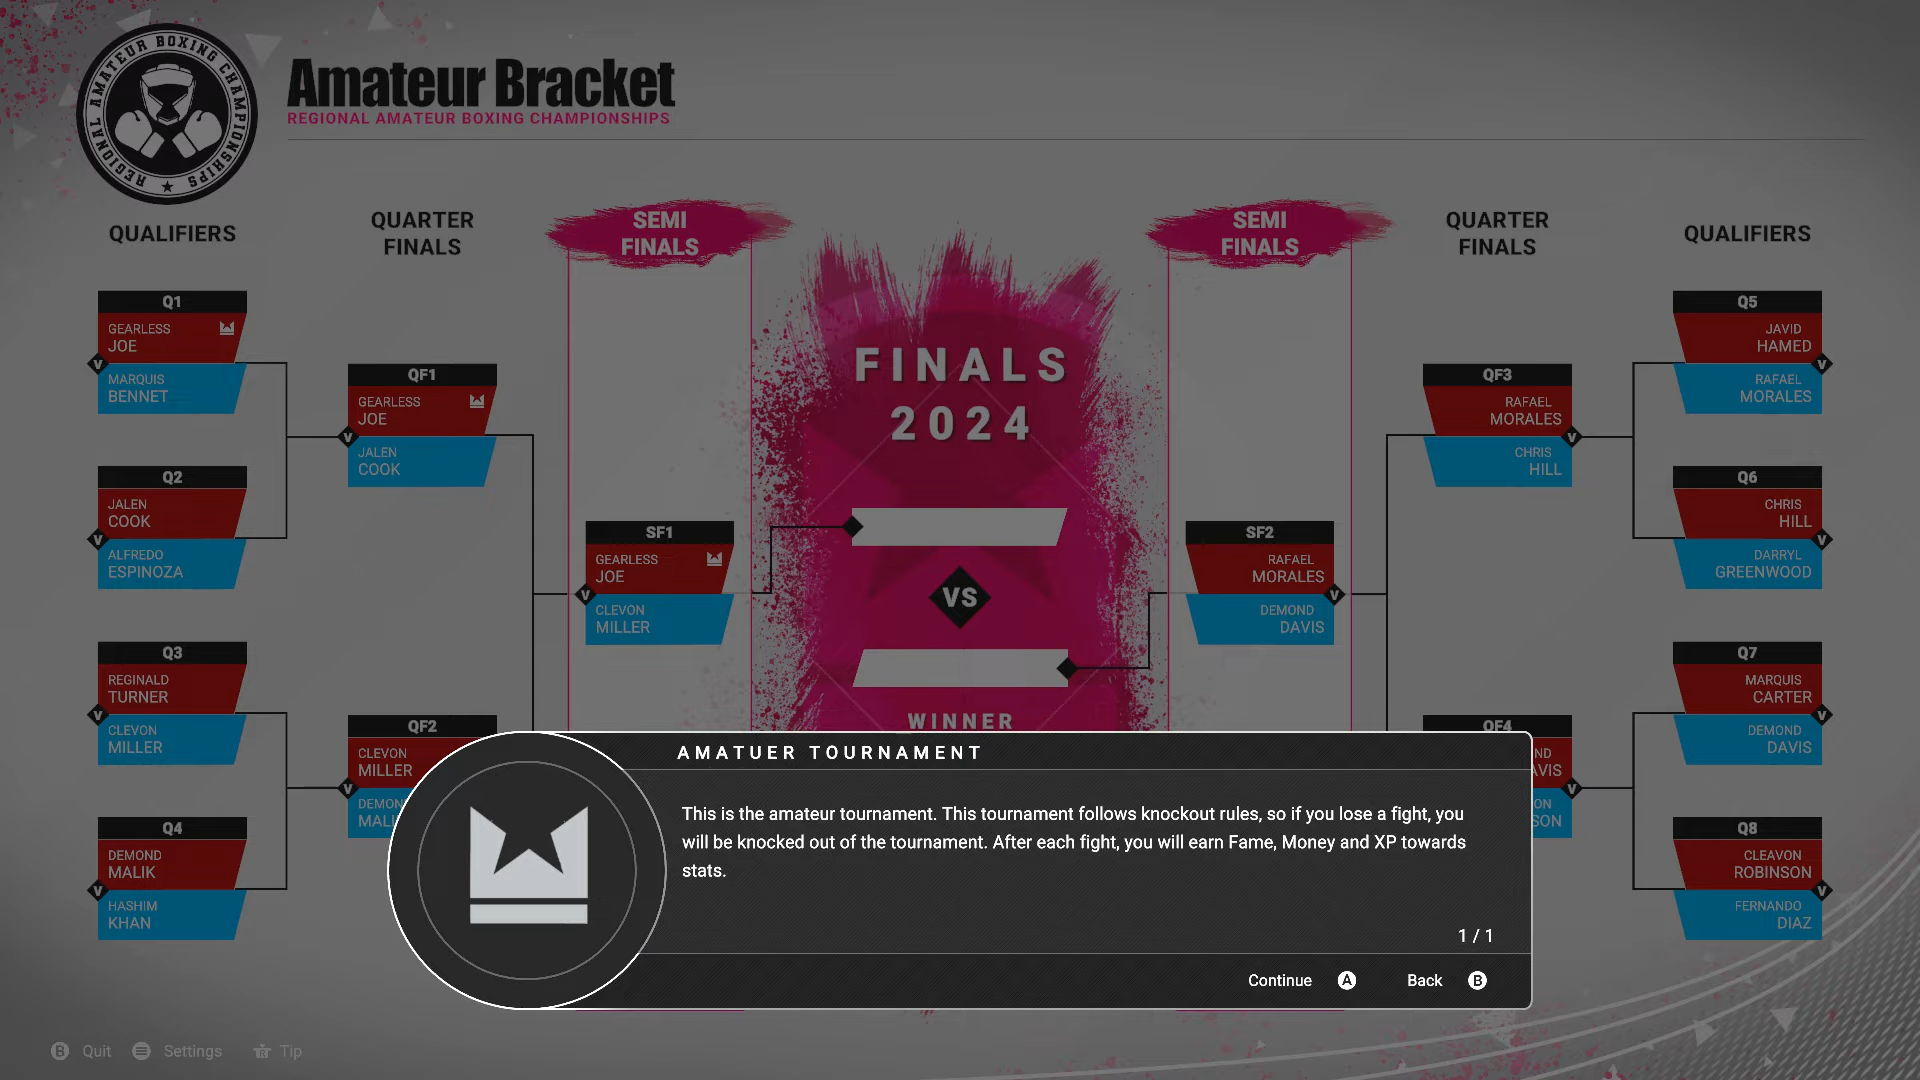 REGIONAL AMATEUR BOXING CHAMPIONSHIPS
Amateur Bracket
REGIONAL AMATEUR BOXING CHAMPIONSHIPS
QUALIFIERS
QUARTER
FINALS
SEMI
FINALS
SEMI
FINALS
QUARTER
FINALS
QUALIFIERS
Q1
GEARLESS
JOE
V
MARQUIS
BENNET
Q2
JALEN
COOK
V
ALFREDO
ESPINOZA
Q3
REGINALD
TURNER
V
CLEVON
MILLER
Q4
DEMOND
MALIK
V
HASHIM
KHAN
QF1
GEARLESS
JOE
V
JALEN
COOK
QF2
CLEVON
MILLER
V
SF1
GEARLESS
JOE
V
CLEVON
MILLER
FINALS
2024
VS
WINNER
SF2
RAFAEL
MORALES
V
DEMOND
DAVIS
QF3
RAFAEL
MORALES
V
CHRIS
HILL
QF4
V
Q5
JAVID
HAMED
V
RAFAEL
MORALES
Q6
CHRIS
HILL
V
DARRYL
GREENWOOD
Q7
MARQUIS
CARTER
V
DEMOND
DAVIS
Q8
CLEAVON
ROBINSON
V
FERNANDO
DIAZ
AMATUER TOURNAMENT
This is the amateur tournament. This tournament follows knockout rules, so if you lose a fight, you
will be knocked out of the tournament. After each fight, you will earn Fame, Money and XP towards
stats.
1 / 1
Continue A Back B
B Quit Settings R Tip